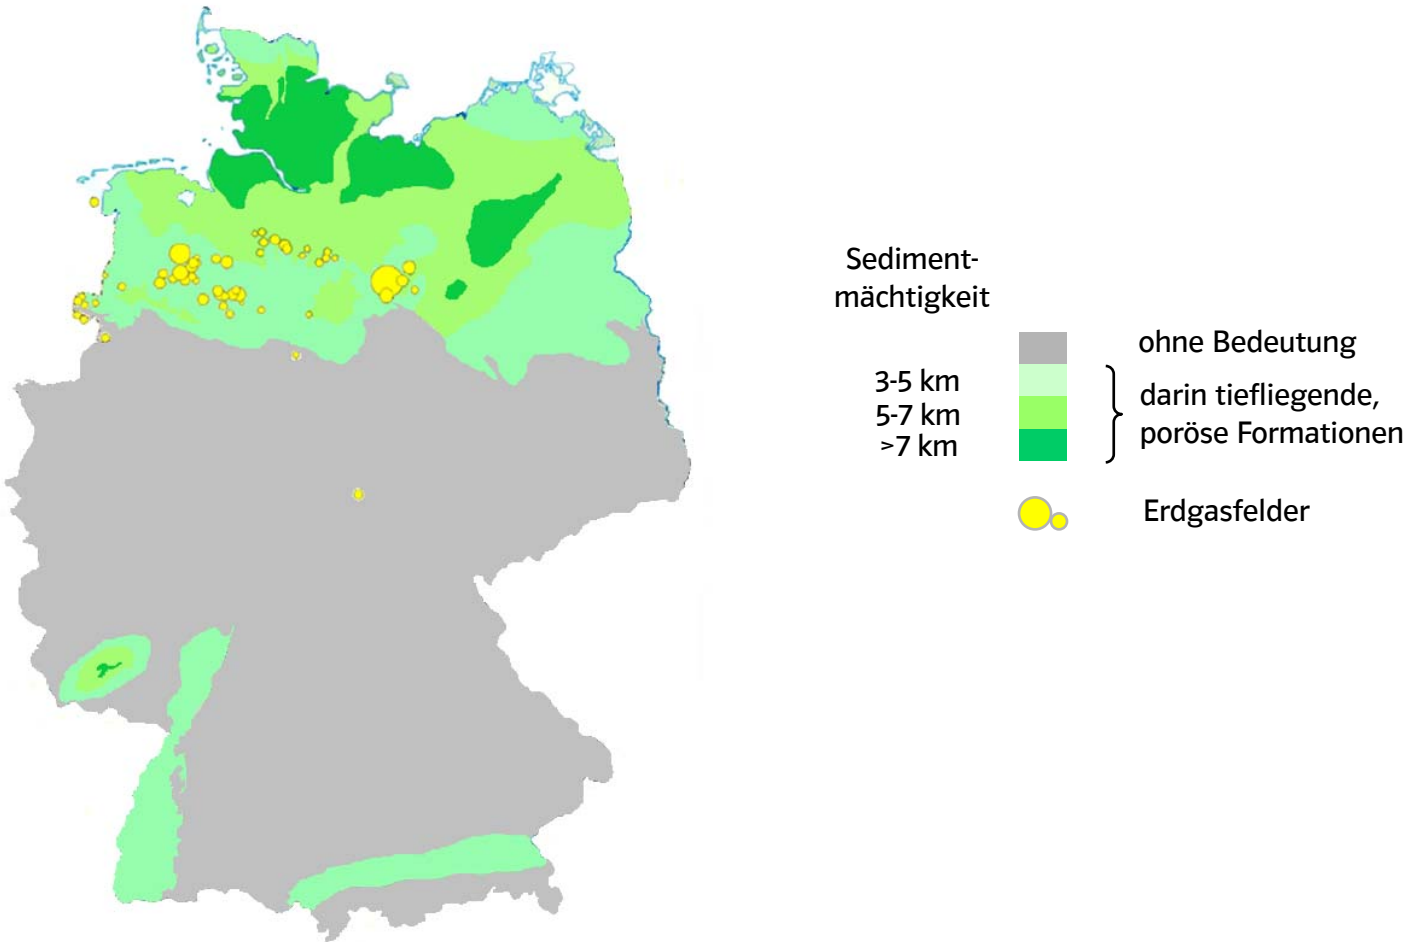 Sediment-
mächtigkeit
ohne Bedeutung
3-5 km
5-7 km
>7 km
darin tiefliegende,
poröse Formationen
Erdgasfelder